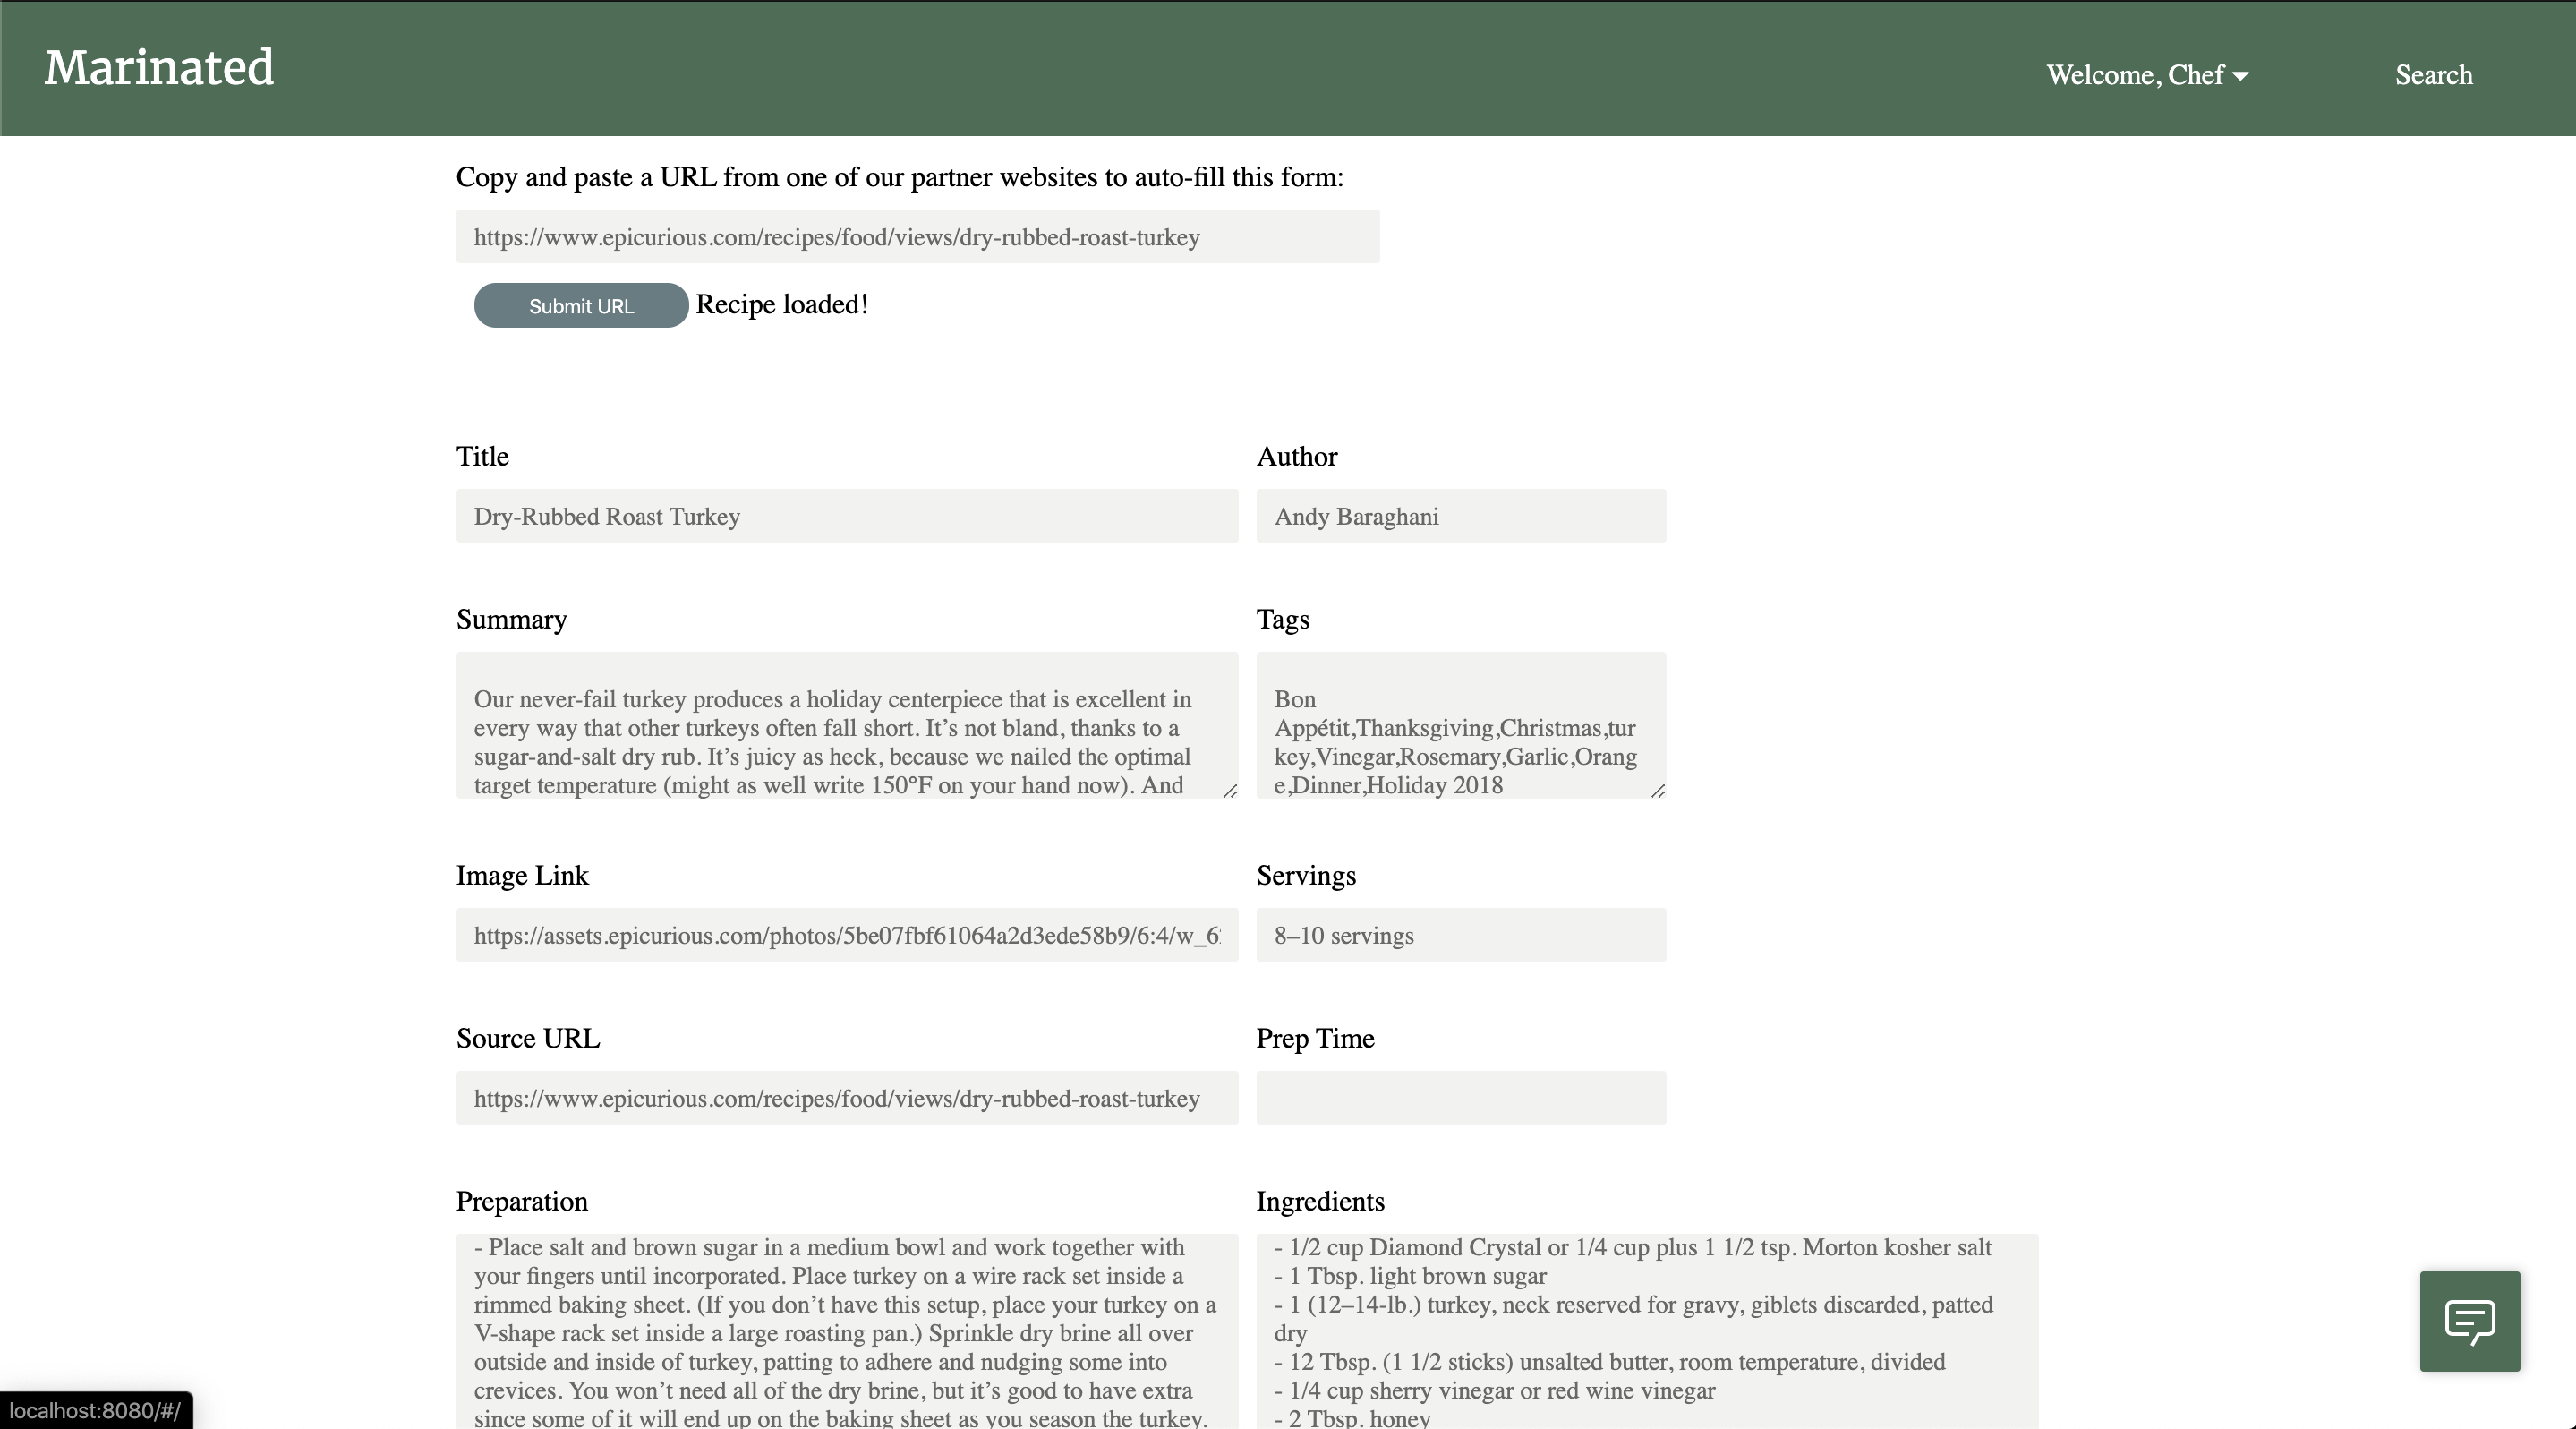 Marinated
Welcome, Chef
Search
Copy and paste a URL from one of our partner websites to auto-fill this form:
https://www.epicurious.com/recipes/food/views/dry-rubbed-roast-turkey
Submit URL
Recipe loaded!
Title
Author
Dry-Rubbed Roast Turkey
Andy Baraghani
Summary
Tags
Our never-fail turkey produces a holiday centerpiece that is excellent in
every way that other turkeys often fall short. It’s not bland, thanks to a
sugar-and-salt dry rub. It’s juicy as heck, because we nailed the optimal
target temperature (might as well write 150°F on your hand now). And
Bon
Appétit,Thanksgiving,Christmas,tur
key,Vinegar,Rosemary,Garlic,Orang
e,Dinner,Holiday 2018
Image Link
Servings
https://assets.epicurious.com/photos/5be07fbf61064a2d3ede58b9/6:4/w_6
8–10 servings
Source URL
Prep Time
https://www.epicurious.com/recipes/food/views/dry-rubbed-roast-turkey
Preparation
Ingredients
- Place salt and brown sugar in a medium bowl and work together with
your fingers until incorporated. Place turkey on a wire rack set inside a
rimmed baking sheet. (If you don’t have this setup, place your turkey on a
V-shape rack set inside a large roasting pan.) Sprinkle dry brine all over
outside and inside of turkey, patting to adhere and nudging some into
crevices. You won’t need all of the dry brine, but it’s good to have extra
since some of it will end up on the baking sheet as you season the turkey.
- 1/2 cup Diamond Crystal or 1/4 cup plus 1 1/2 tsp. Morton kosher salt
- 1 Tbsp. light brown sugar
- 1 (12–14-lb.) turkey, neck reserved for gravy, giblets discarded, patted
dry
- 12 Tbsp. (1 1/2 sticks) unsalted butter, room temperature, divided
- 1/4 cup sherry vinegar or red wine vinegar
- 2 Tbsp. honey
localhost:8080/#/